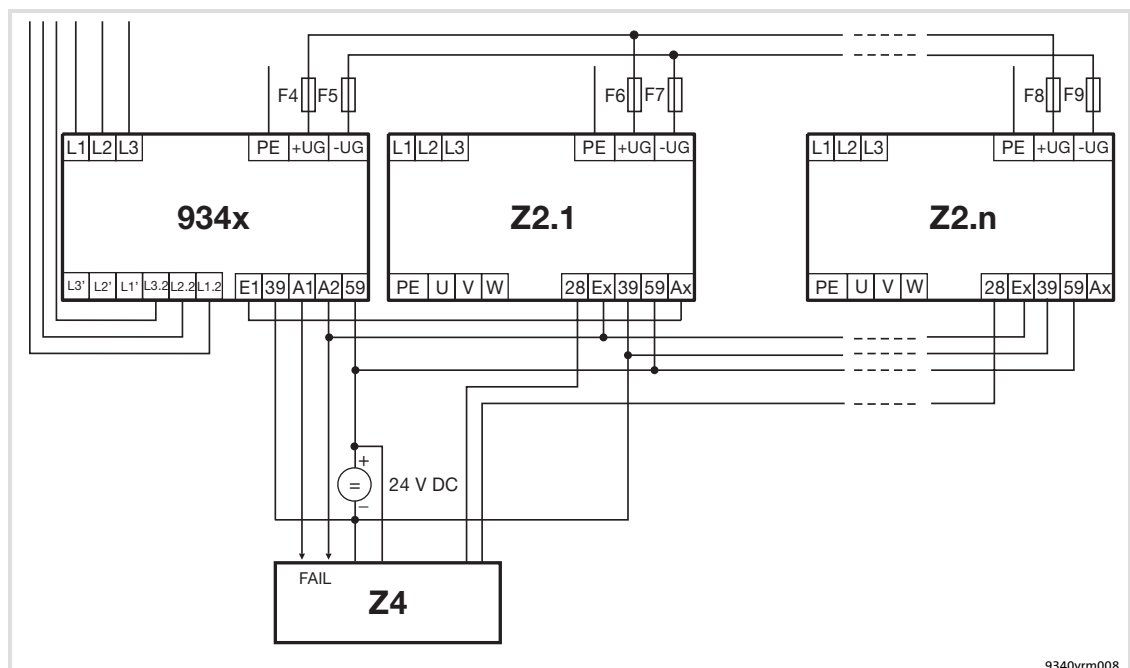 F4 F5 F6 F7 F8 F9
L1 L2 L3 PE +UG -UG L1 L2 L3 PE +UG -UG L1 L2 L3 PE +UG -UG
934x Z2.1 Z2.n
L3' L2' L1' L3.2 L2.2 L1.2 E1 39 A1 A2 59 PE U V W 28 Ex 39 59 Ax PE U V W 28 Ex 39 59 Ax
+
= 24 V DC
–
FAIL
Z4
9340vrm008